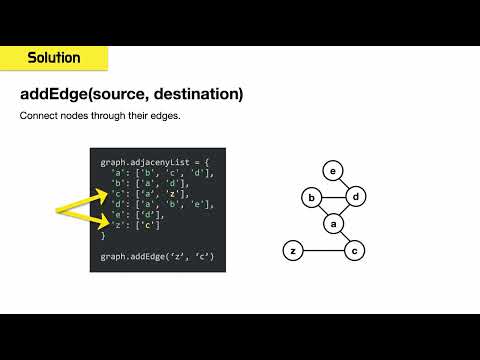 Solution
addEdge(source, destination)
Connect nodes through their edges.
graph.adjacenyList = {
'a': ['b', 'c', 'd'],
'b': ['a', 'd'],
'c': [‘a’, 'z'],
'd': ['a', 'b', 'e'],
'e': [‘d’],
'z': ['c']
}
graph.addEdge(‘z’, ‘c’)
e
b
d
a
z
c